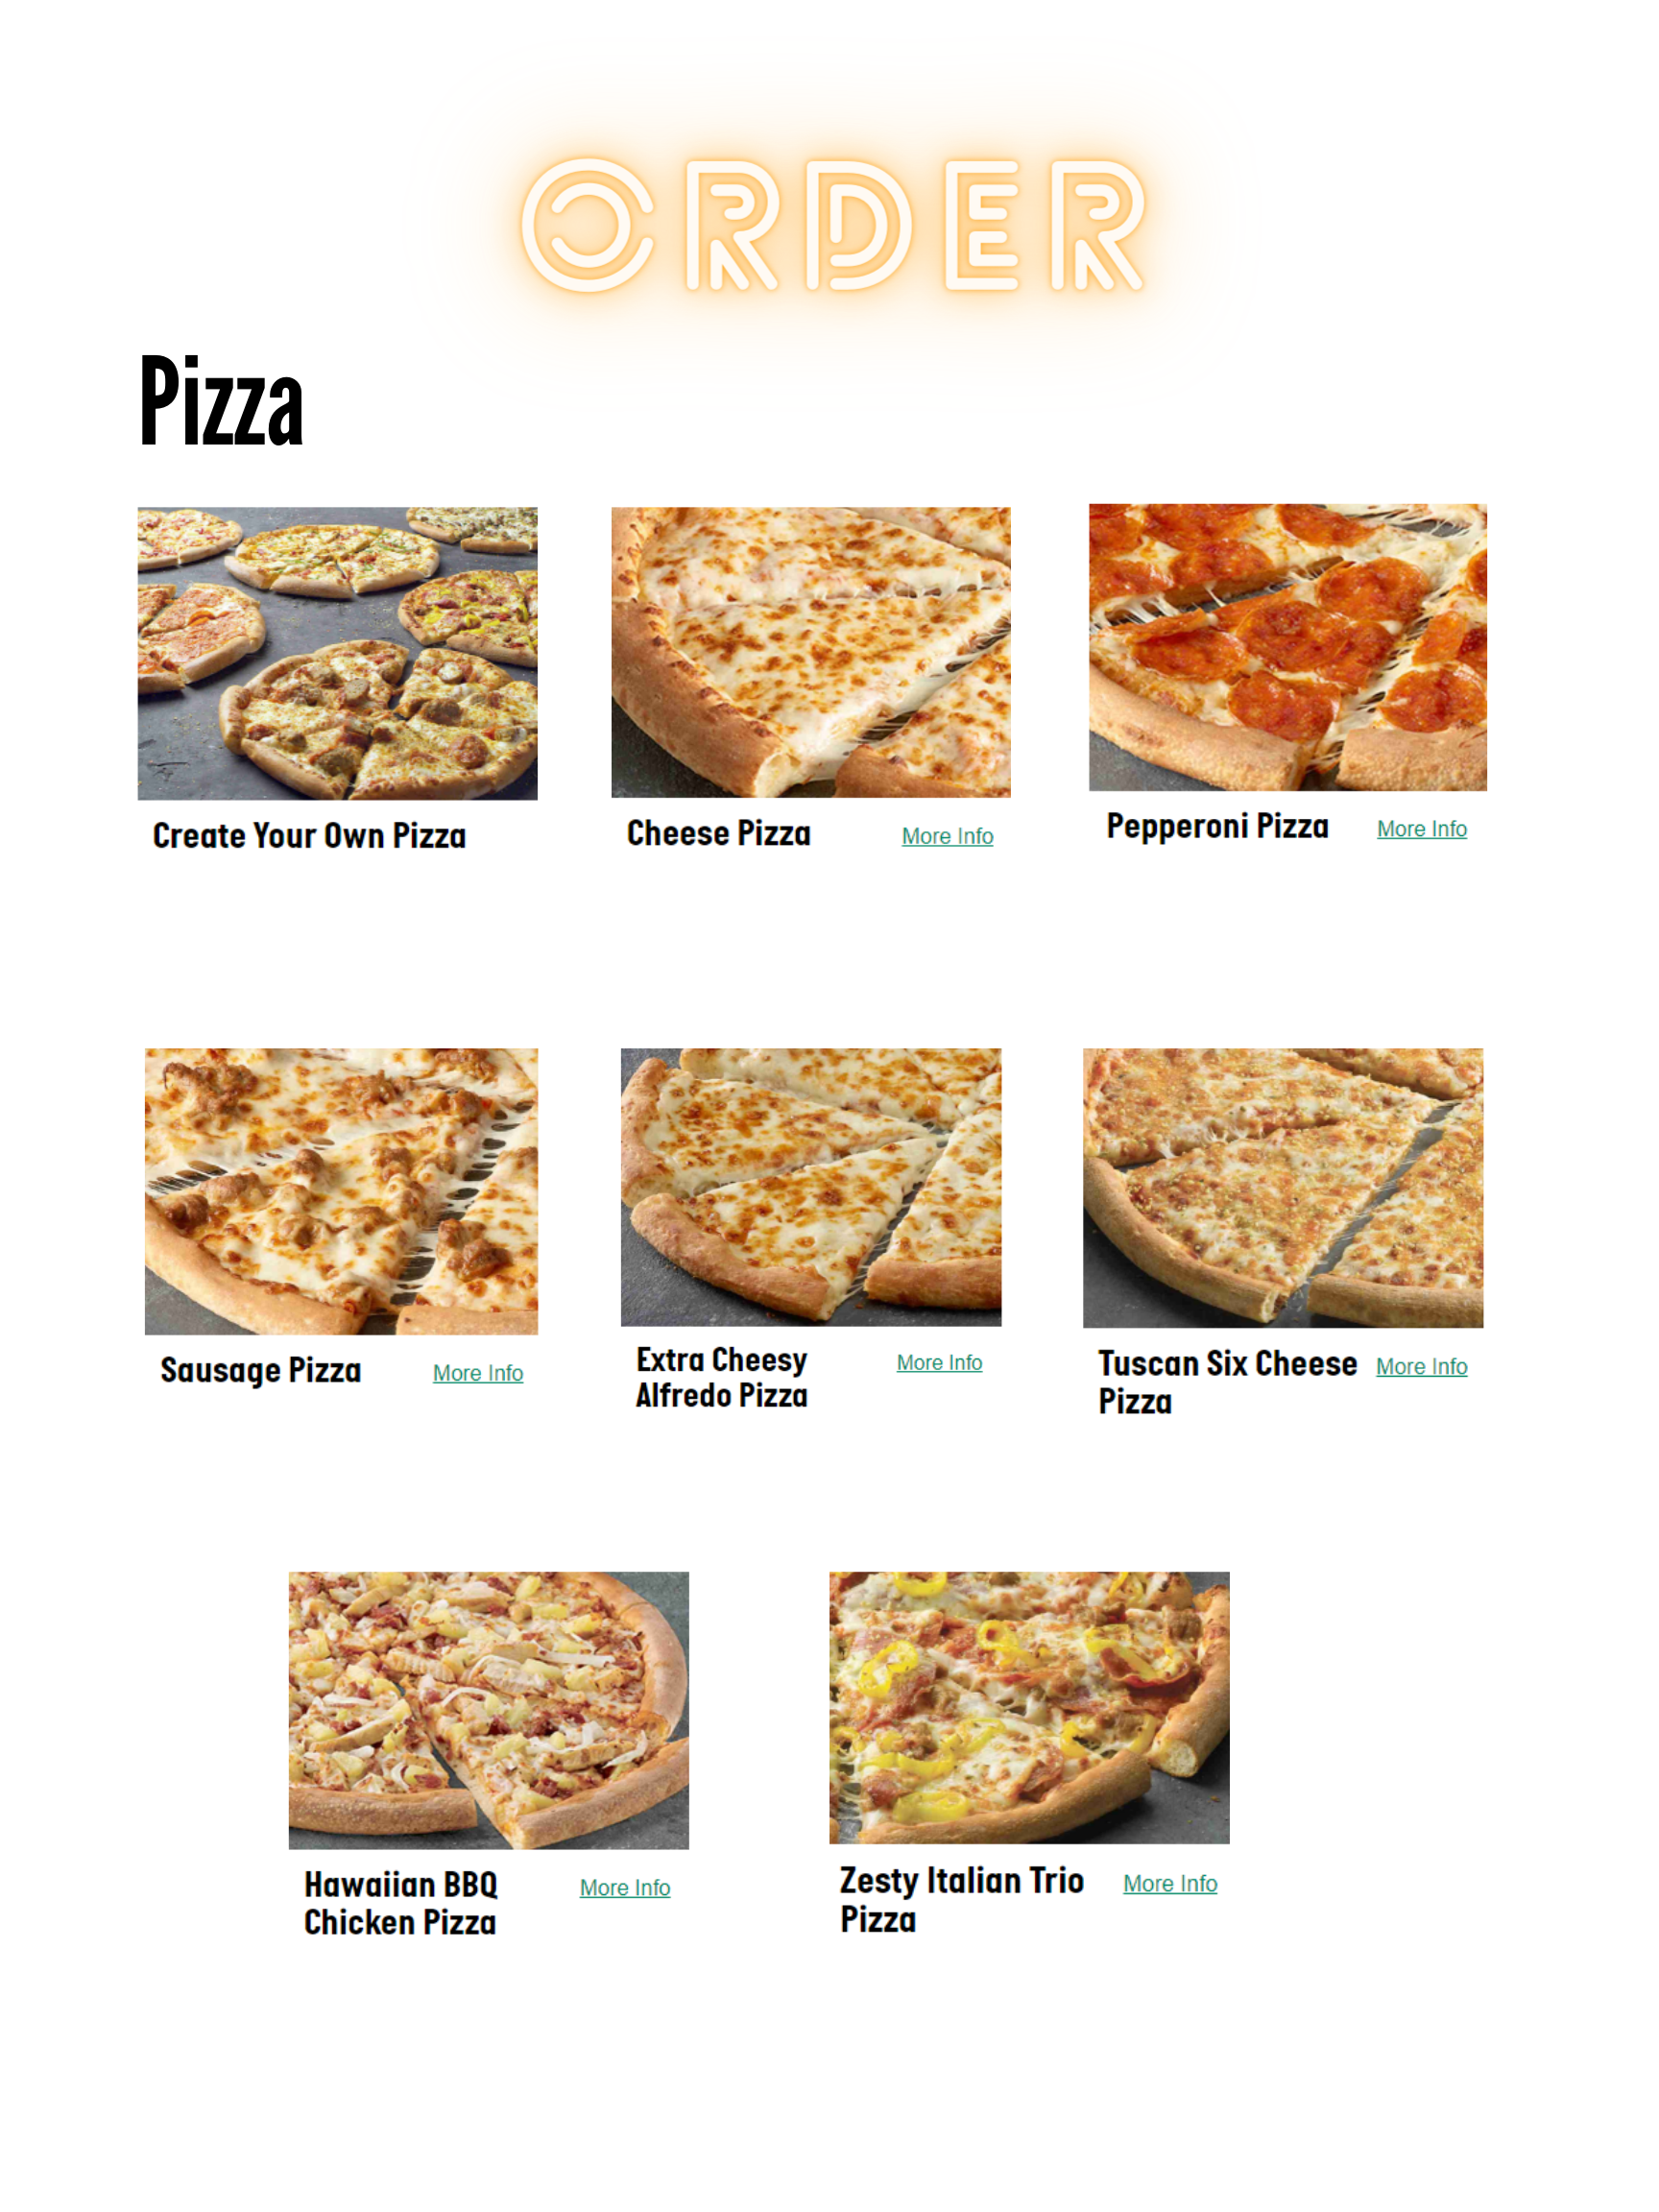 ORDER
Pizza
Create Your Own Pizza
Cheese Pizza
More Info
Pepperoni Pizza
More Info
Sausage Pizza
More Info
Extra Cheesy
Alfredo Pizza
More Info
Tuscan Six Cheese
Pizza
More Info
Hawaiian BBQ
Chicken Pizza
More Info
Zesty Italian Trio
Pizza
More Info